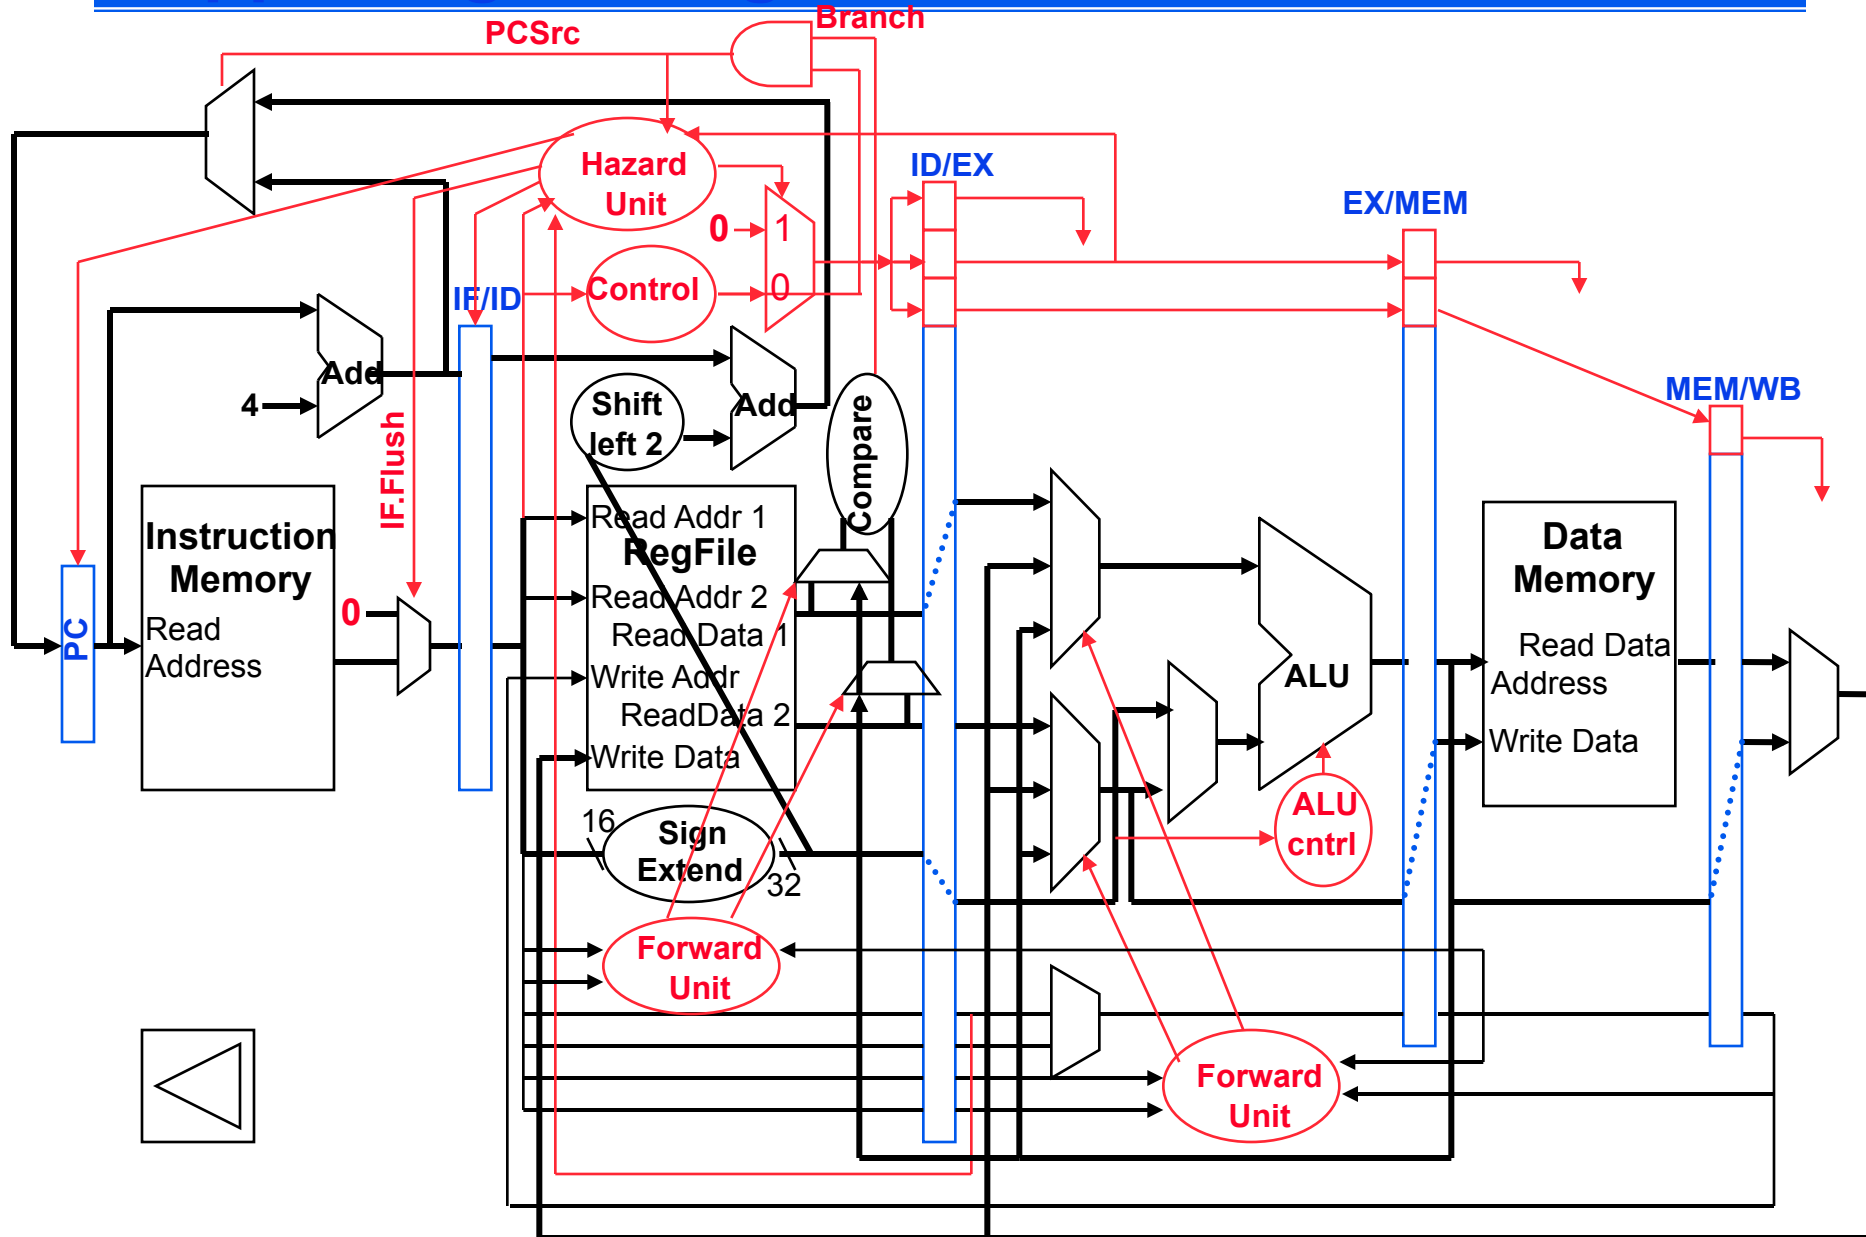 Branch
PCSrc
Hazard
Unit
ID/EX
EX/MEM
0
1
IF/ID
Control
0
MEM/WB
Add
4
Shift
left 2
Add
Compare
IF.Flush
Instruction
Memory
Read
Address
PC
0
Read Addr 1
RegFile
Read Addr 2
Read Data 1
Write Addr
ReadData 2
Write Data
Data
Memory
Read Data
Address
Write Data
ALU
ALU
cntrl
16
Sign
Extend
32
Forward
Unit
Forward
Unit